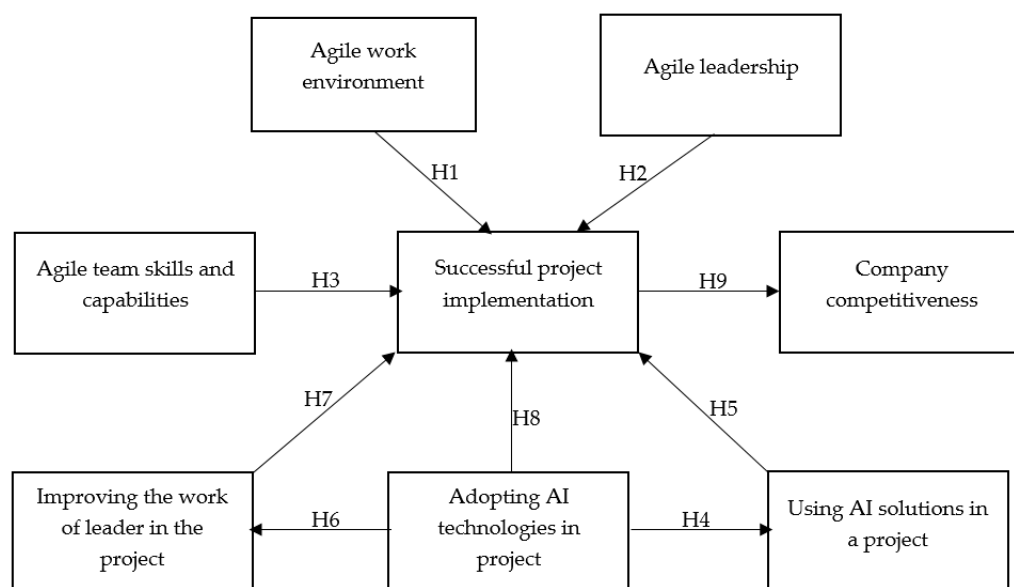 Agile work
environment
Agile leadership
H1
H2
Agile team skills and
capabilities
H3
Successful project
implementation
H9
Company
competitiveness
H7
H8
H5
Improving the work
of leader in the
project
H6
Adopting AI
technologies in
project
H4
Using AI solutions in
a project